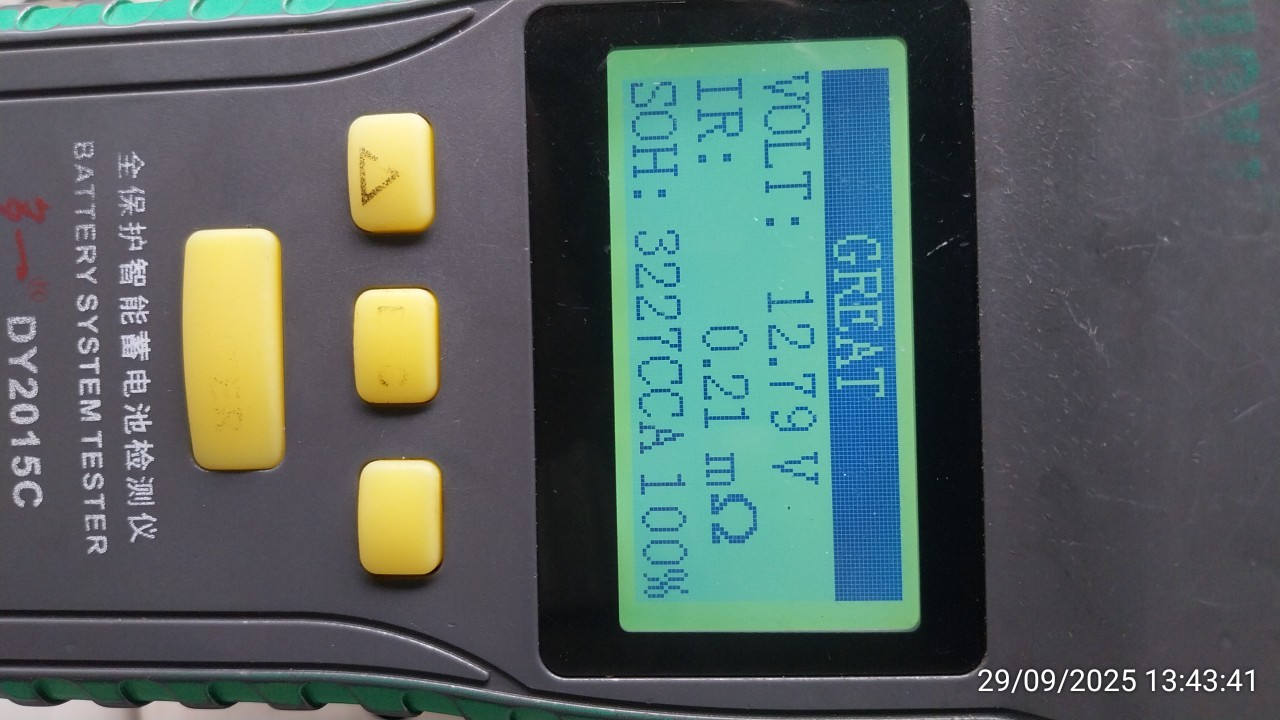 GREAT
VOLT: 12.79 V
IR: 0.21 mΩ
SOH: 3227CCA 100%
全保护智能蓄电池检测仪
BATTERY SYSTEM TESTER
DY2015C
29/09/2025 13:43:41